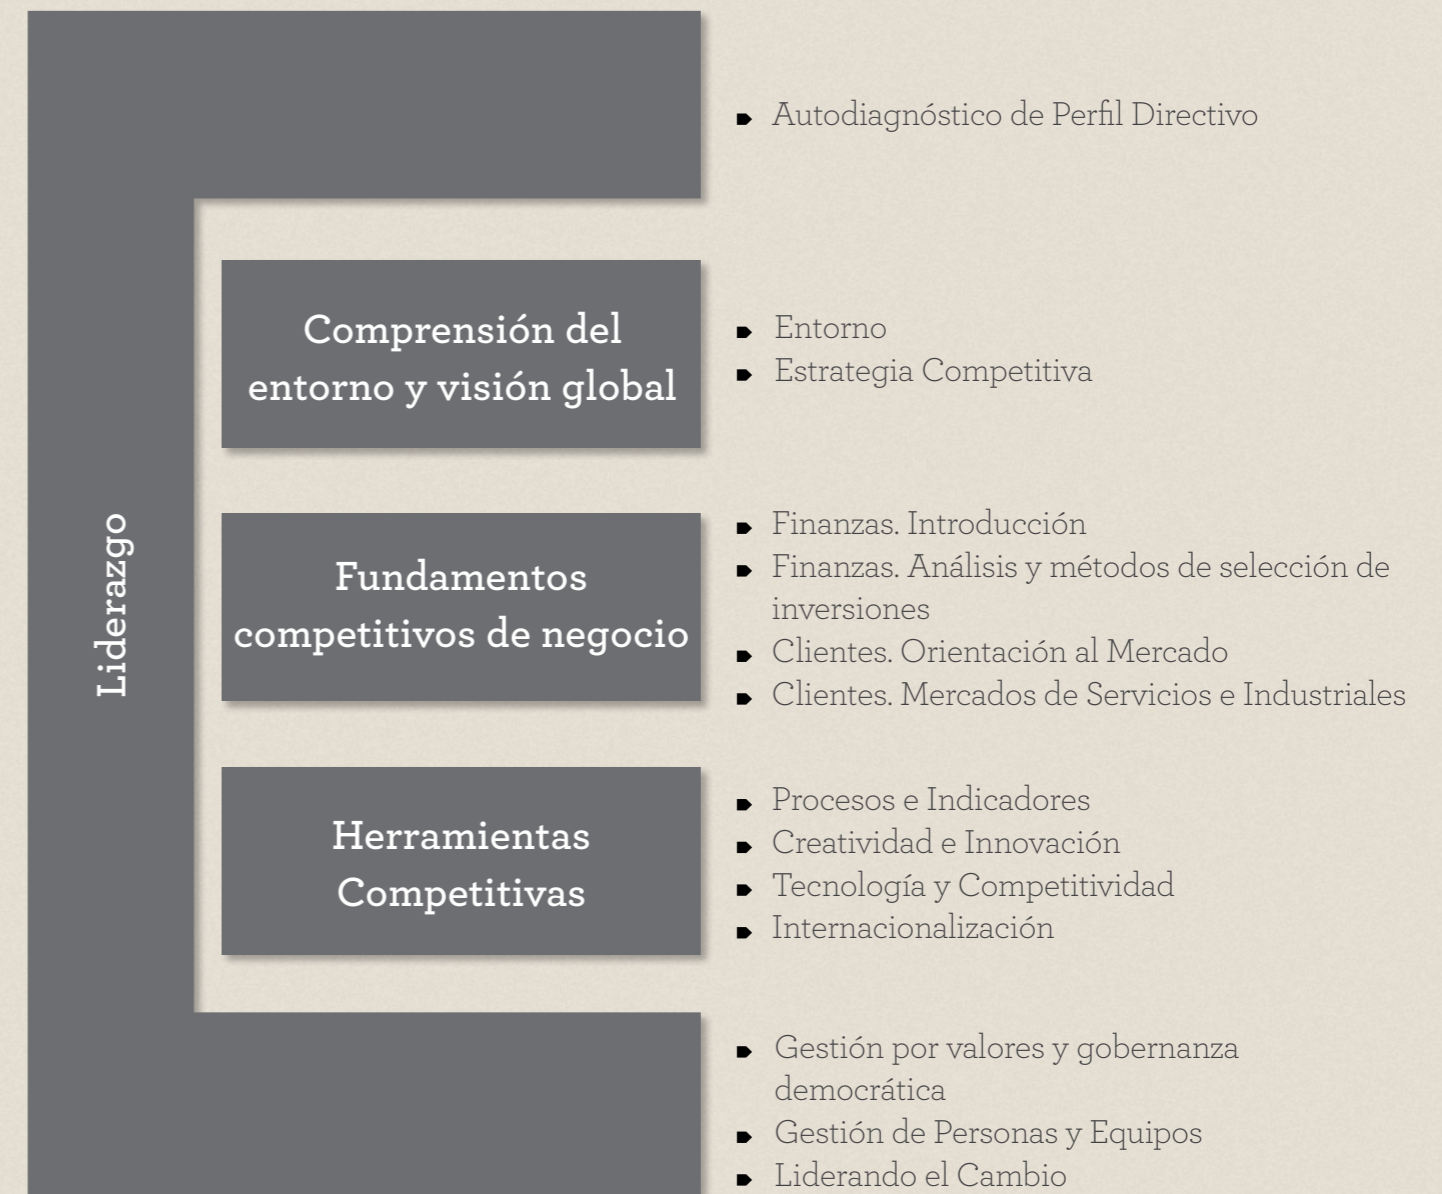 Autodiagnóstico de Perfil Directivo
Liderazgo
Comprensión del
entorno y visión global
Entorno
Estrategia Competitiva
Fundamentos
competitivos de negocio
Finanzas. Introducción
Finanzas. Análisis y métodos de selección de
inversiones
Clientes. Orientación al Mercado
Clientes. Mercados de Servicios e Industriales
Herramientas
Competitivas
Procesos e Indicadores
Creatividad e Innovación
Tecnología y Competitividad
Internacionalización
Gestión por valores y gobernanza
democrática
Gestión de Personas y Equipos
Liderando el Cambio